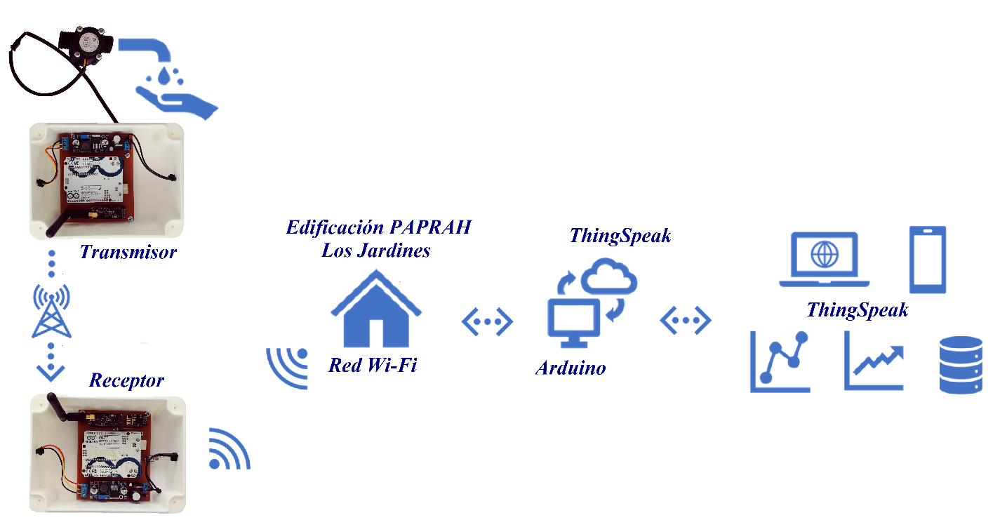 Transmisor
Receptor
Edificación PAPRAH
Los Jardines
Red Wi-Fi
ThingSpeak
Arduino
ThingSpeak